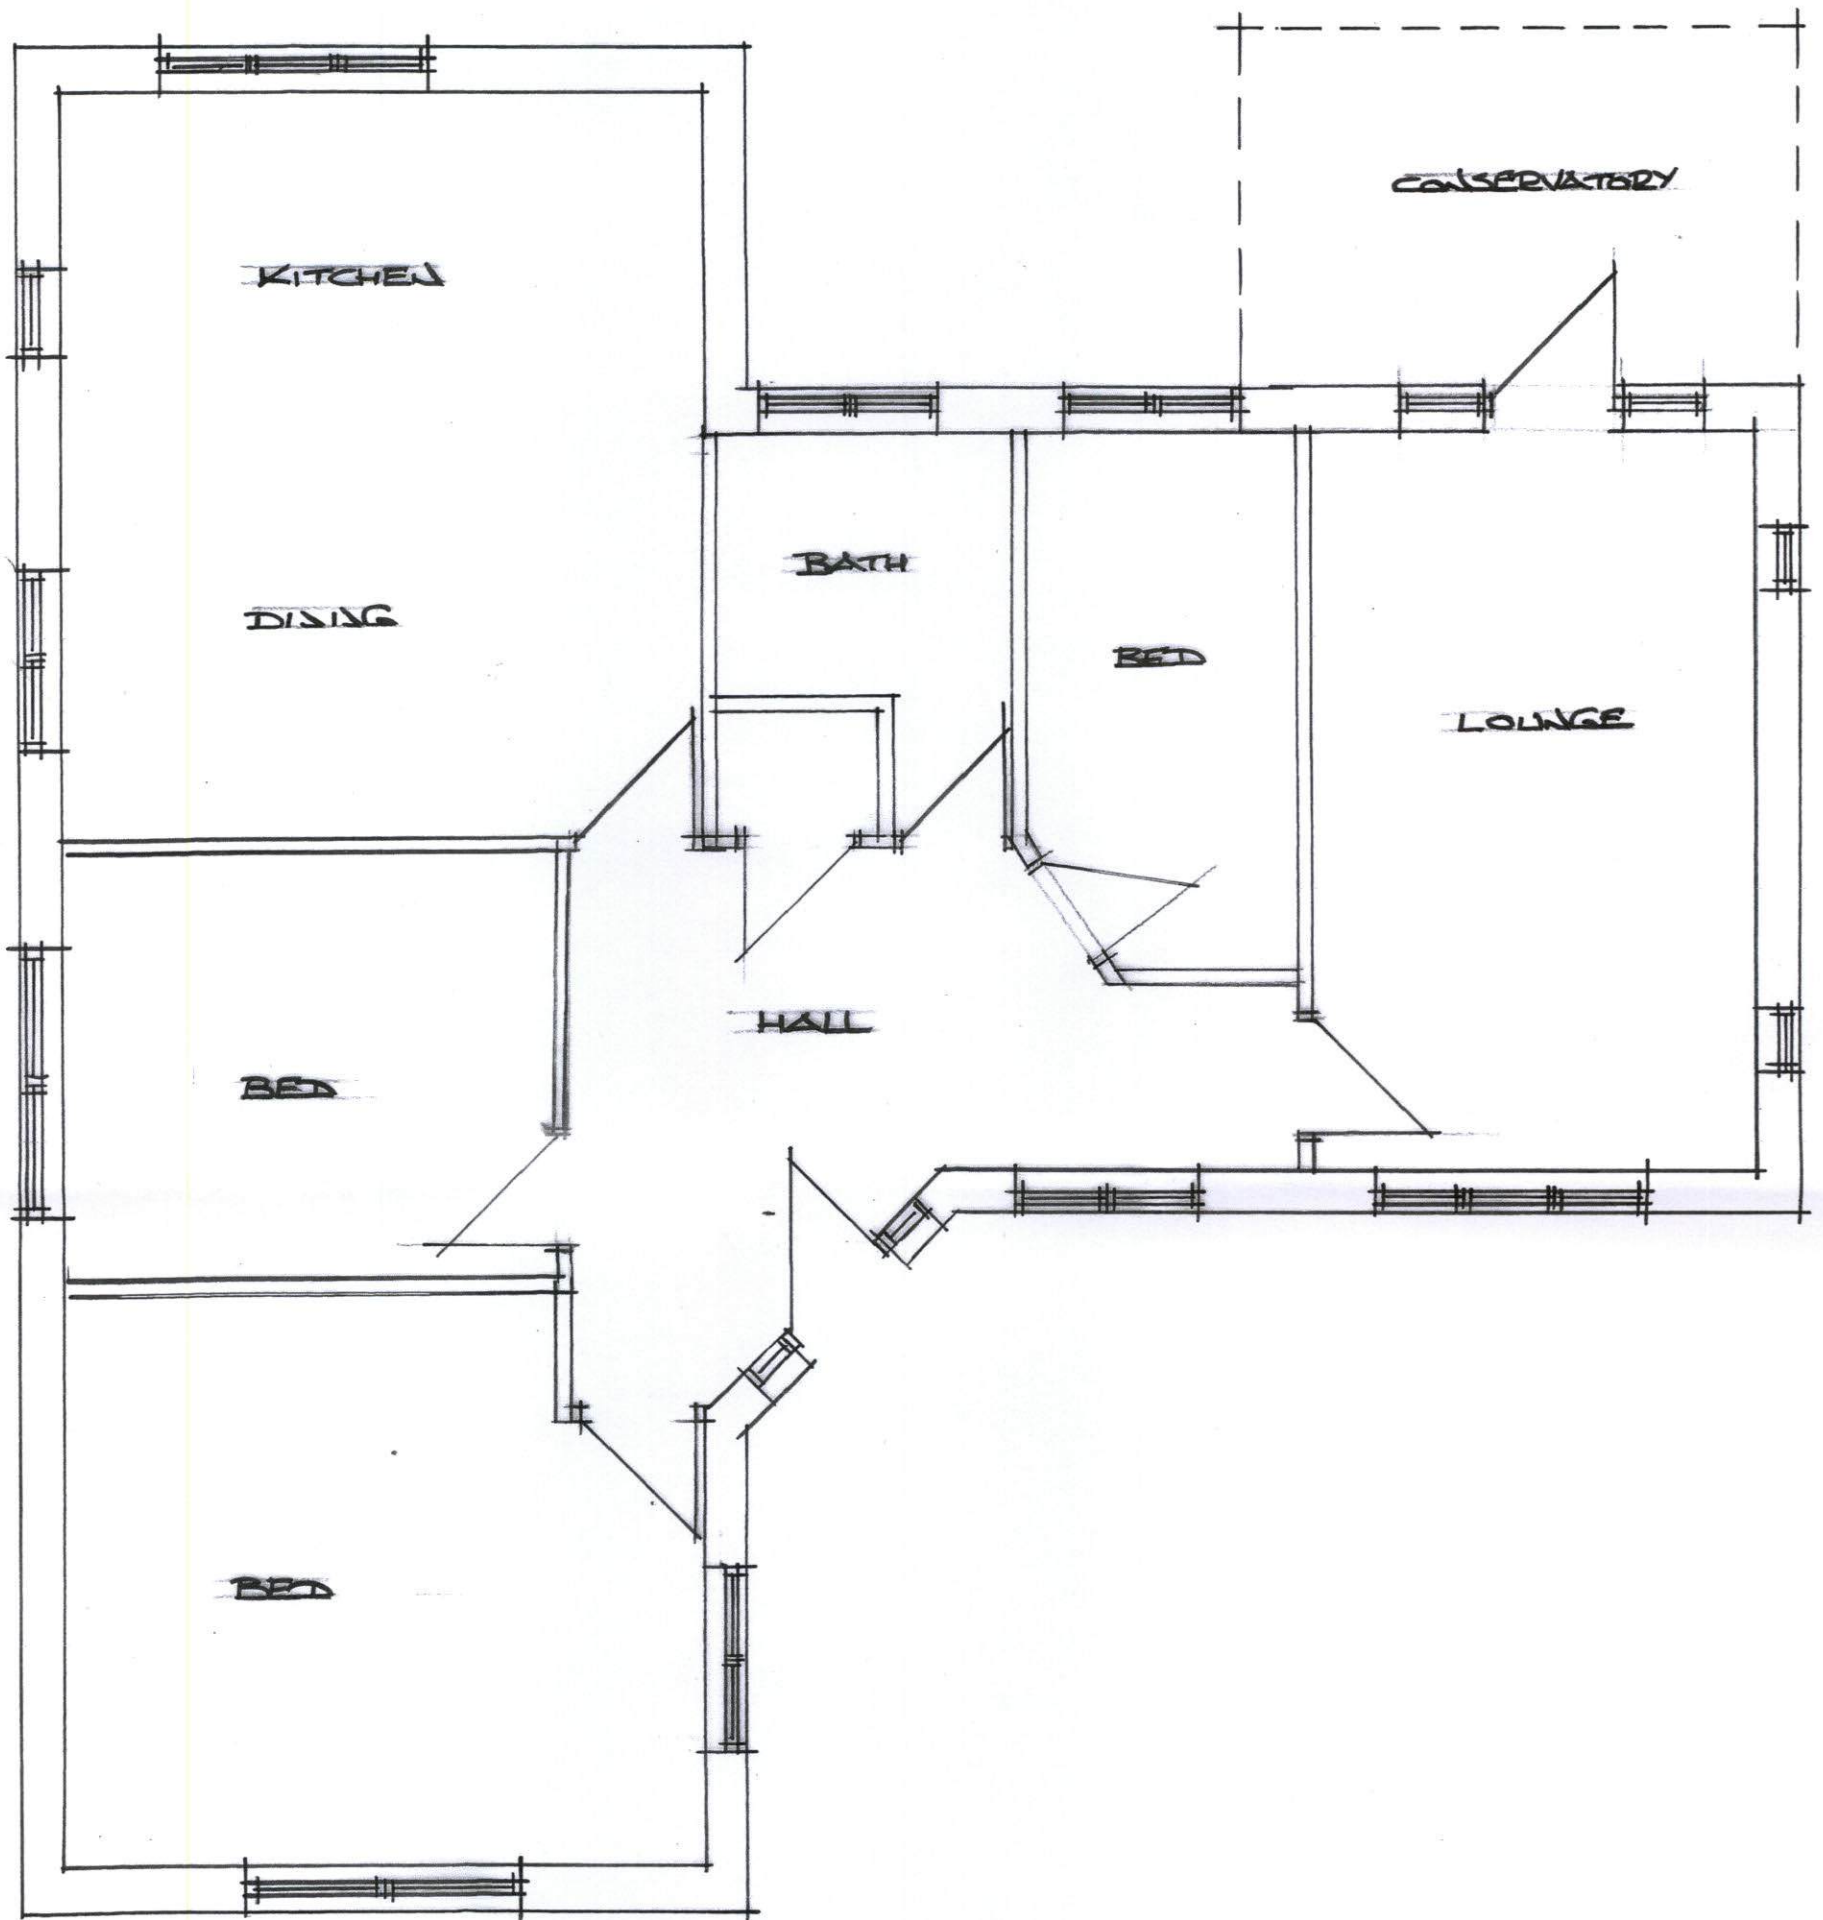 CONSERVATORY
KITCHEN
BATH
DINING
BED
LOUNGE
HALL
BED
BED